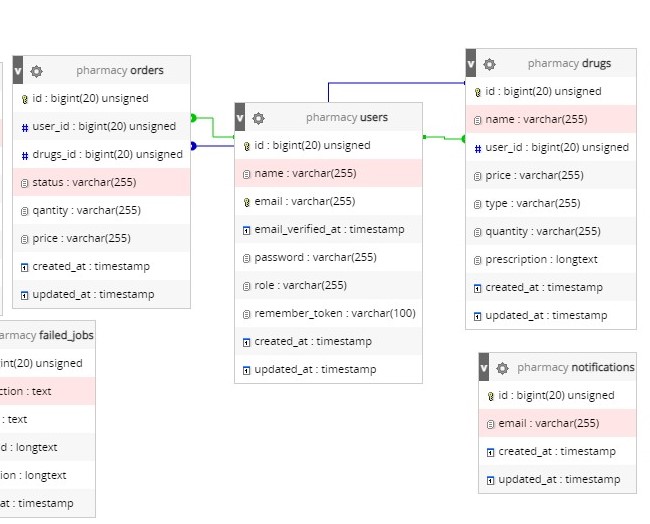 v pharmacy orders
id : bigint(20) unsigned
user_id : bigint(20) unsigned
drugs_id : bigint(20) unsigned
status : varchar(255)
qantity : varchar(255)
price : varchar(255)
created_at : timestamp
updated_at : timestamp
v pharmacy users
id : bigint(20) unsigned
name : varchar(255)
email : varchar(255)
email_verified_at : timestamp
password : varchar(255)
role : varchar(255)
remember_token : varchar(100)
created_at : timestamp
updated_at : timestamp
v pharmacy drugs
id : bigint(20) unsigned
name : varchar(255)
user_id : bigint(20) unsigned
price : varchar(255)
type : varchar(255)
quantity : varchar(255)
prescription : longtext
created_at : timestamp
updated_at : timestamp
armacy failed_jobs
int(20) unsigned
ction : text
: text
d : longtext
ion : longtext
at : timestamp
v pharmacy notifications
id : bigint(20) unsigned
email : varchar(255)
created_at : timestamp
updated_at : timestamp